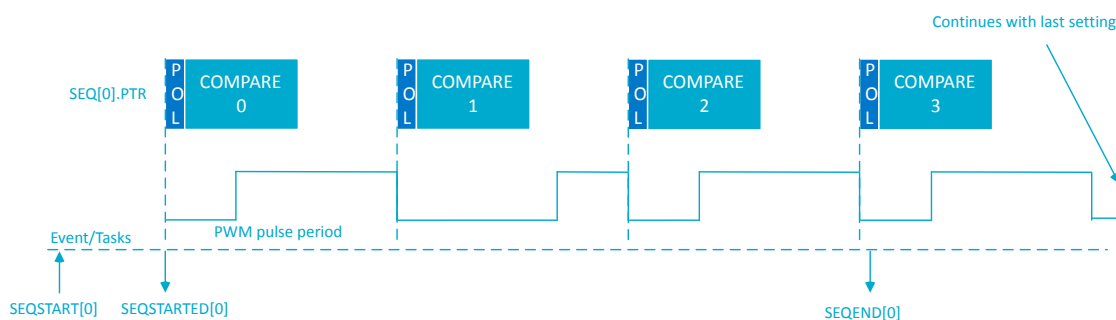 Continues with last setting
SEQ[0].PTR
P
O
L
COMPARE
0
P
O
L
COMPARE
1
P
O
L
COMPARE
2
P
O
L
COMPARE
3
Event/Tasks
PWM pulse period
SEQSTART[0]
SEQSTARTED[0]
SEQEND[0]